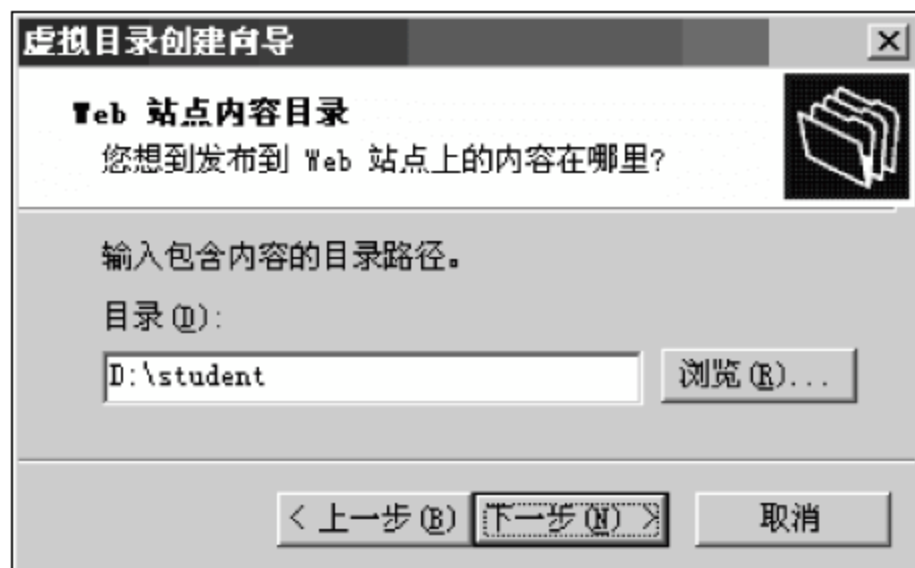 虚拟目录创建向导
Web 站点内容目录
您想到发布到 Web 站点上的内容在哪里?
输入包含内容的目录路径。
目录(D):
D:\student
浏览(R)...
< 上一步(B)
下一步(N) >
取消